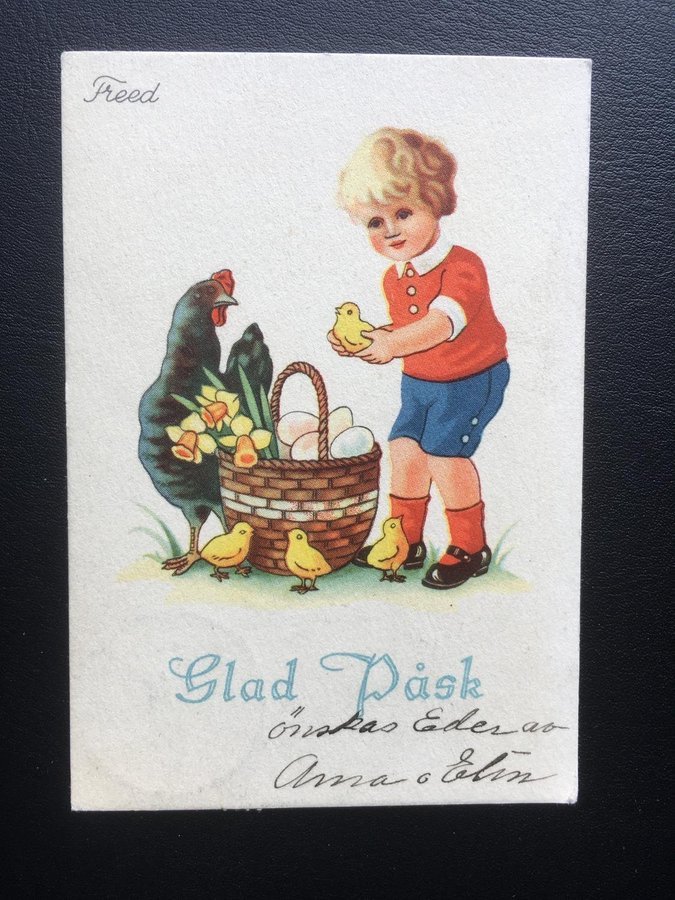 Freed
Glad Påsk
önskas Eder av
Anna o Elin